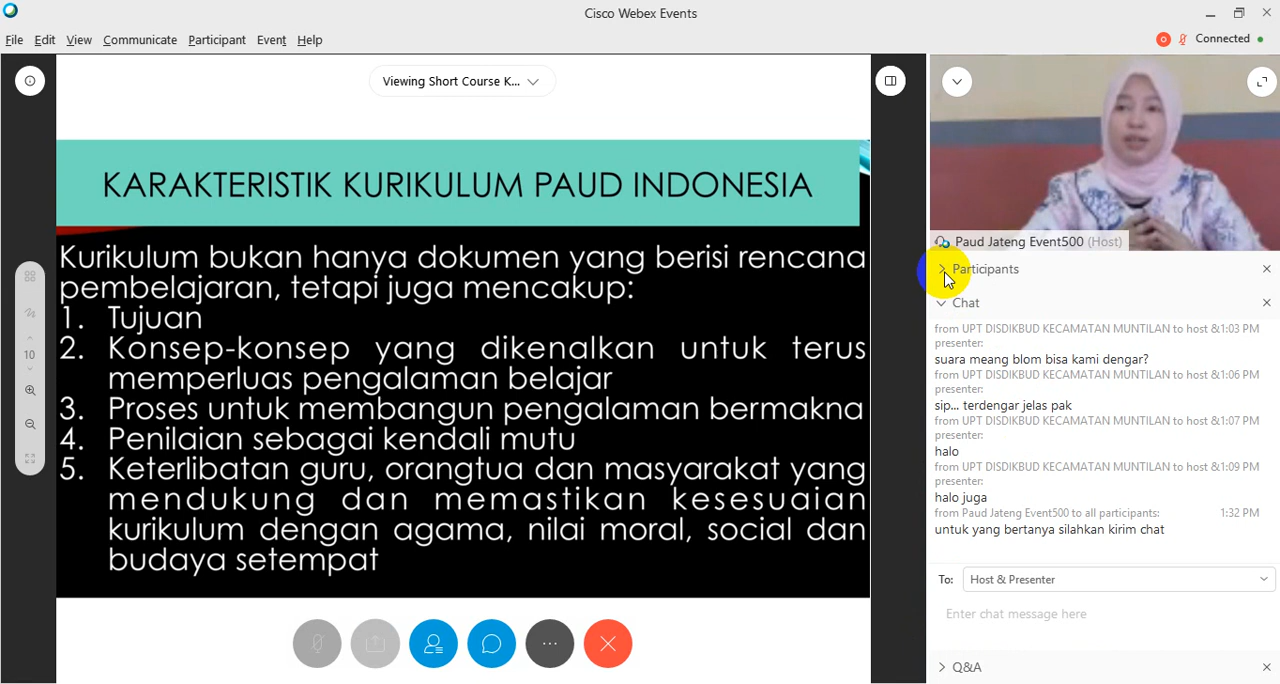 Cisco Webex Events
File Edit View Communicate Participant Event Help
Connected
Viewing Short Course K...
KARAKTERISTIK KURIKULUM PAUD INDONESIA
Kurikulum bukan hanya dokumen yang berisi rencana
pembelajaran, tetapi juga mencakup:
1. Tujuan
2. Konsep-konsep yang dikenalkan untuk terus
memperluas pengalaman belajar
3. Proses untuk membangun pengalaman bermakna
4. Penilaian sebagai kendali mutu
5. Keterlibatan guru, orangtua dan masyarakat yang
mendukung dan memastikan kesesuaian
kurikulum dengan agama, nilai moral, social dan
budaya setempat
10
Paud Jateng Event500 (Host)
Participants
Chat
from UPT DISDIKBUD KECAMATAN MUNTILAN to host &1:03 PM
presenter:
suara meang blom bisa kami dengar?
from UPT DISDIKBUD KECAMATAN MUNTILAN to host &1:06 PM
presenter:
sip... terdengar jelas pak
from UPT DISDIKBUD KECAMATAN MUNTILAN to host &1:07 PM
presenter:
halo
from UPT DISDIKBUD KECAMATAN MUNTILAN to host &1:09 PM
presenter:
halo juga
from Paud Jateng Event500 to all participants: 1:32 PM
untuk yang bertanya silahkan kirim chat
To: Host & Presenter
Enter chat message here
Q&A